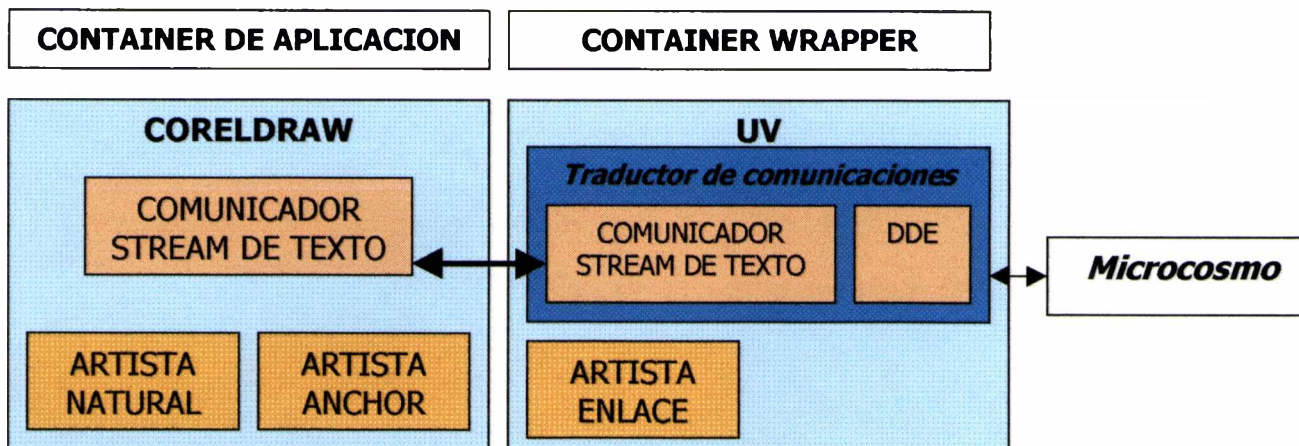 CONTAINER DE APLICACION
CONTAINER WRAPPER
CORELDRAW
COMUNICADOR
STREAM DE TEXTO
ARTISTA
NATURAL
ARTISTA
ANCHOR
UV
Traductor de comunicaciones
COMUNICADOR
STREAM DE TEXTO
DDE
ARTISTA
ENLACE
Microcosmo